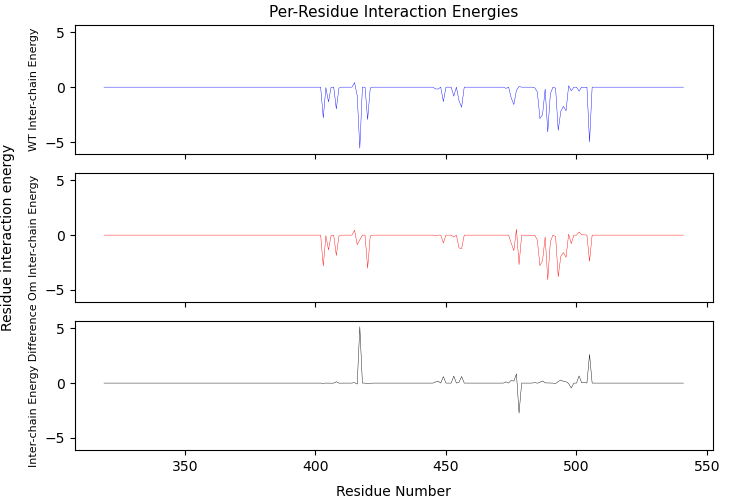 Per-Residue Interaction Energies
Residue interaction energy
WT Inter-chain Energy
5
0
−5
Om Inter-chain Energy
5
0
−5
Inter-chain Energy Difference
5
0
−5
350
400
450
500
550
Residue Number